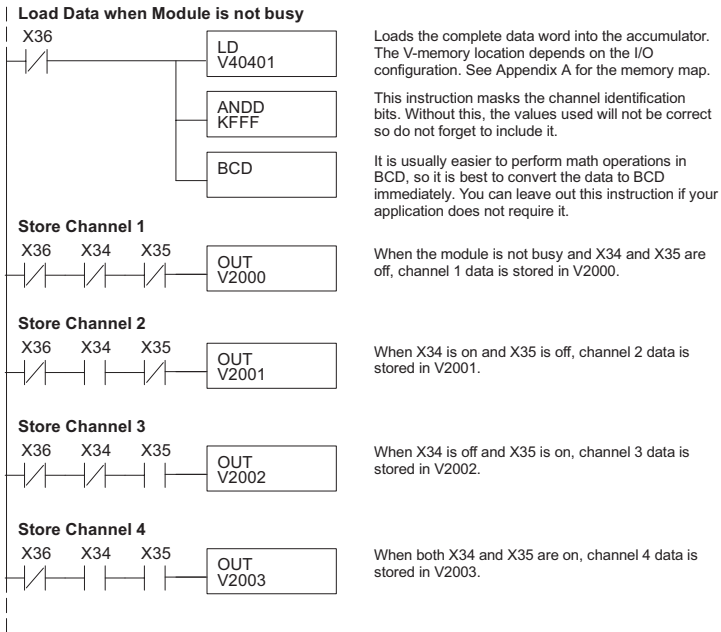 Load Data when Module is not busy
X36
LD
V40401
Loads the complete data word into the accumulator.
The V-memory location depends on the I/O
configuration. See Appendix A for the memory map.
ANDD
KFFF
This instruction masks the channel identification
bits. Without this, the values used will not be correct
so do not forget to include it.
BCD
It is usually easier to perform math operations in
BCD, so it is best to convert the data to BCD
immediately. You can leave out this instruction if your
application does not require it.
Store Channel 1
X36 X34 X35
OUT
V2000
When the module is not busy and X34 and X35 are
off, channel 1 data is stored in V2000.
Store Channel 2
X36 X34 X35
OUT
V2001
When X34 is on and X35 is off, channel 2 data is
stored in V2001.
Store Channel 3
X36 X34 X35
OUT
V2002
When X34 is off and X35 is on, channel 3 data is
stored in V2002.
Store Channel 4
X36 X34 X35
OUT
V2003
When both X34 and X35 are on, channel 4 data is
stored in V2003.